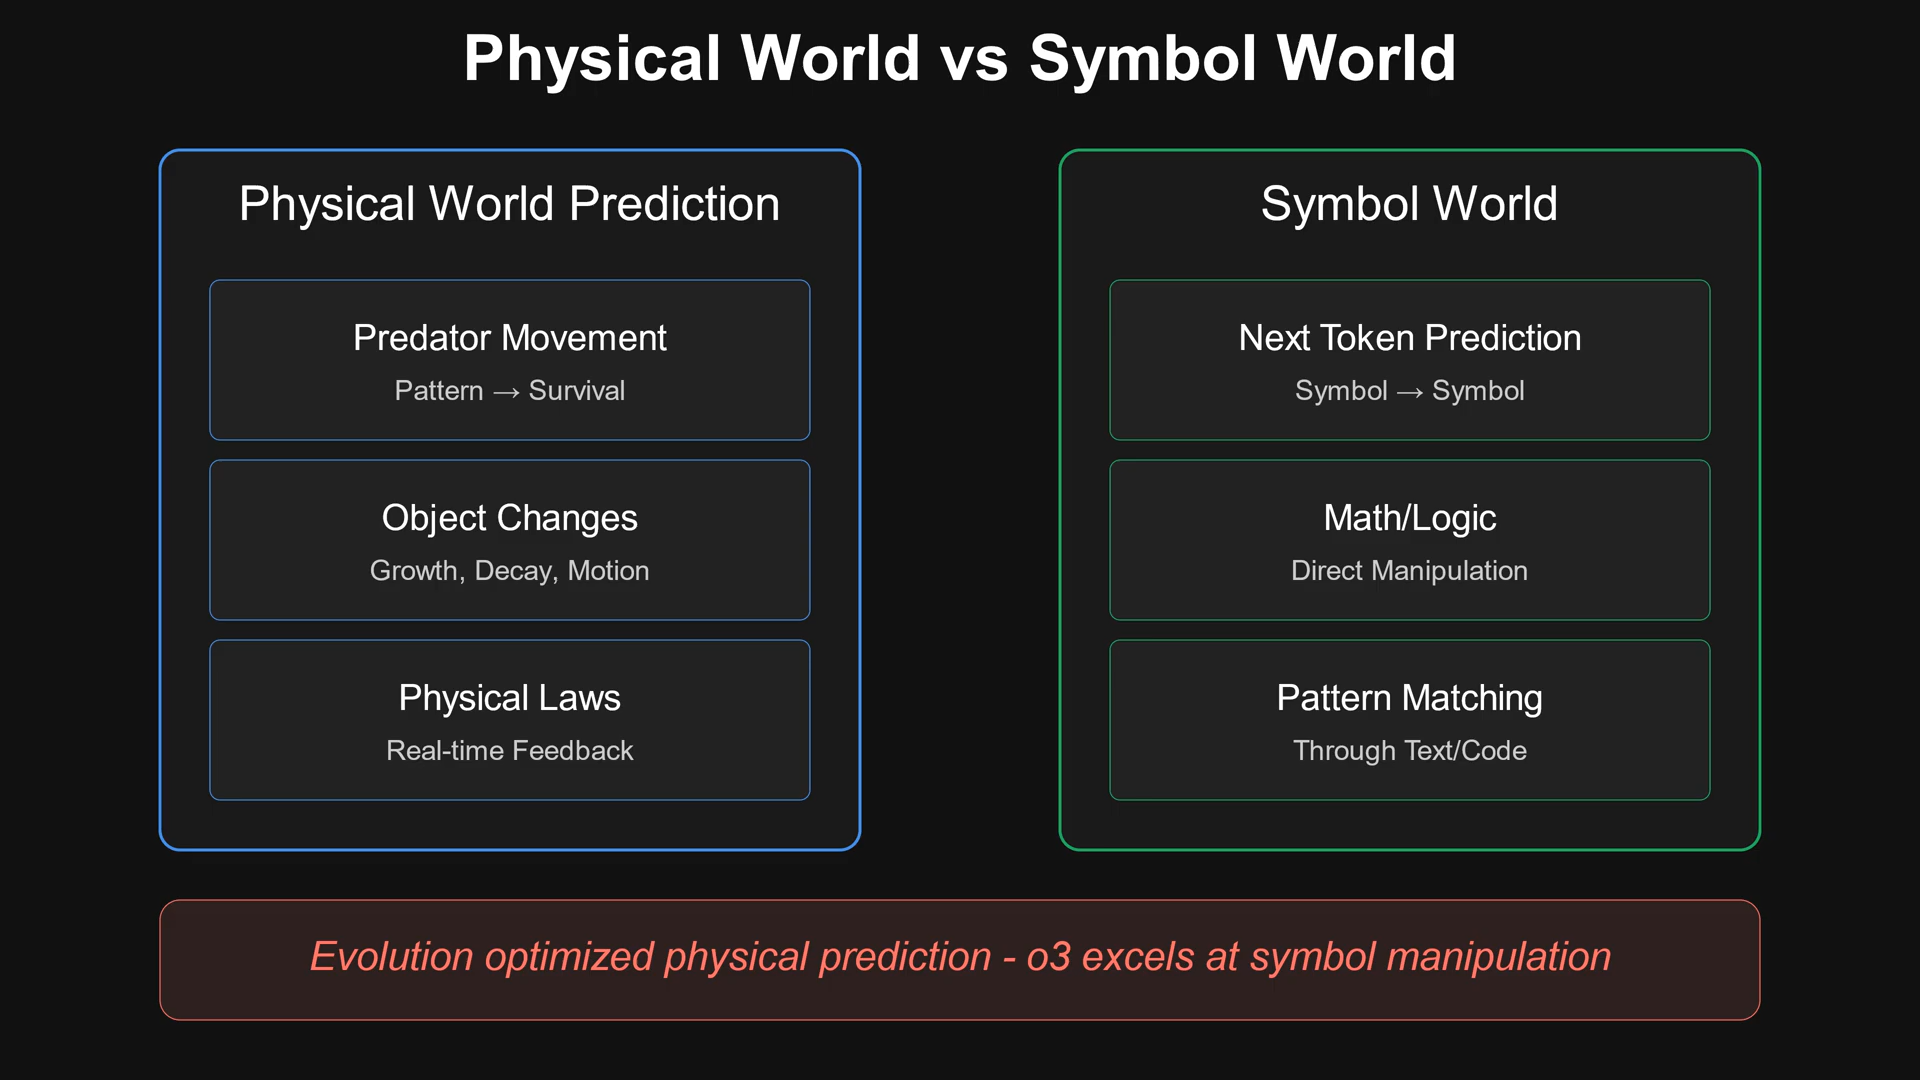 Physical World vs Symbol World
Physical World Prediction
Predator Movement
Pattern → Survival
Object Changes
Growth, Decay, Motion
Physical Laws
Real-time Feedback
Symbol World
Next Token Prediction
Symbol → Symbol
Math/Logic
Direct Manipulation
Pattern Matching
Through Text/Code
Evolution optimized physical prediction - o3 excels at symbol manipulation